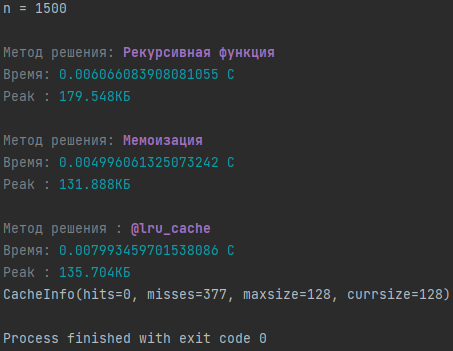 n = 1500
Метод решения: Рекурсивная функция
Время: 0.006066083908081055 С
Peak : 179.548КБ
Метод решения: Мемоизация
Время: 0.004996061325073242 С
Peak : 131.888КБ
Метод решения : @lru_cache
Время: 0.007993459701538086 С
Peak : 135.704КБ
CacheInfo(hits=0, misses=377, maxsize=128, currsize=128)
Process finished with exit code 0